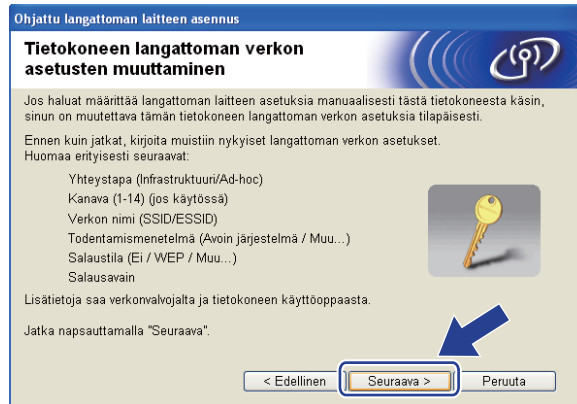 Ohjattu langattoman laitteen asennus
Tietokoneen langattoman verkon
asetusten muuttaminen
Jos haluat määrittää langattoman laitteen asetuksia manuaalisesti tästä tietokoneesta käsin,
sinun on muutettava tämän tietokoneen langattoman verkon asetuksia tilapäisesti.
Ennen kuin jatkat, kirjoita muistiin nykyiset langattoman verkon asetukset.
Huomaa erityisesti seuraavat:
Yhteystapa (Infrastruktuuri/Ad-hoc)
Kanava (1-14) (jos käytössä)
Verkon nimi (SSID/ESSID)
Todentamismenetelmä (Avoin järjestelmä / Muu...)
Salaustila (Ei / WEP / Muu...)
Salausavain
Lisätietoja saa verkonvalvojalta ja tietokoneen käyttöoppaasta.
Jatka napsauttamalla "Seuraava".
< Edellinen Seuraava > Peruuta